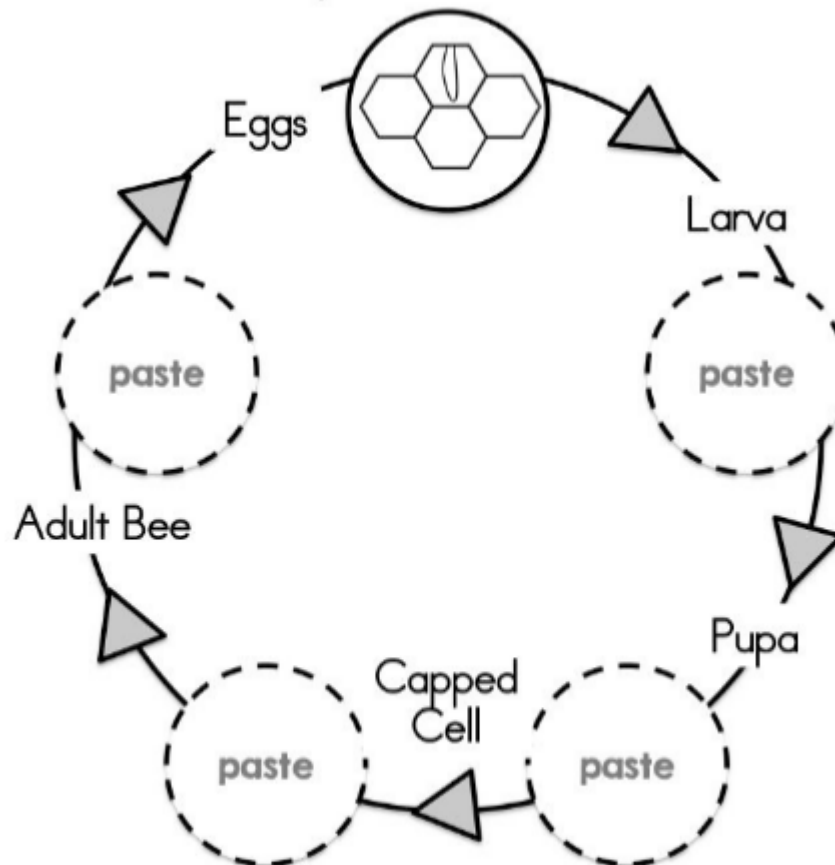 Eggs
Larva
paste
paste
Adult Bee
Pupa
Capped
Cell
paste
paste